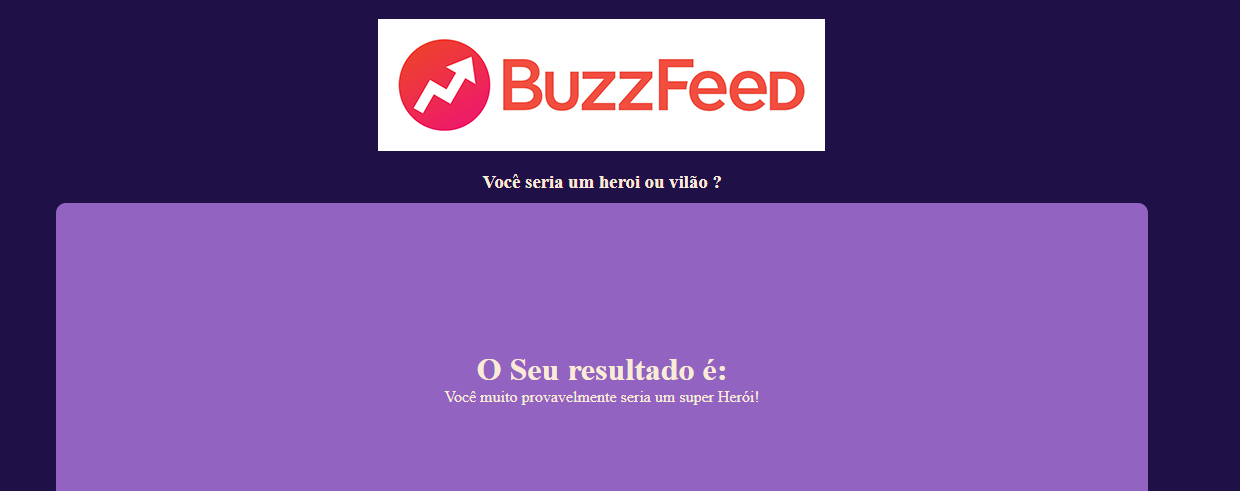 BuzzFeed
Você seria um heroi ou vilão ?
O Seu resultado é:
Você muito provavelmente seria um super Herói!